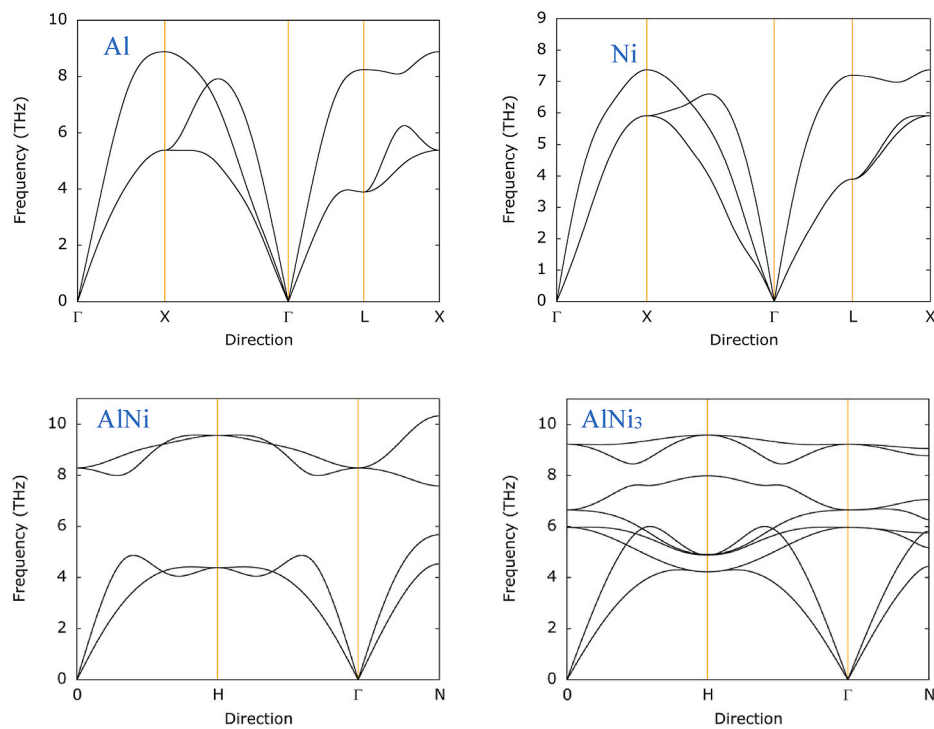 Al
Frequency (THz)
10
8
6
4
2
0
Γ X Γ L X
Direction
Ni
Frequency (THz)
9
8
7
6
5
4
3
2
1
0
Γ X Γ L X
Direction
AlNi
Frequency (THz)
10
8
6
4
2
0
0 H Γ N
Direction
AlNi₃
Frequency (THz)
10
8
6
4
2
0
0 H Γ N
Direction